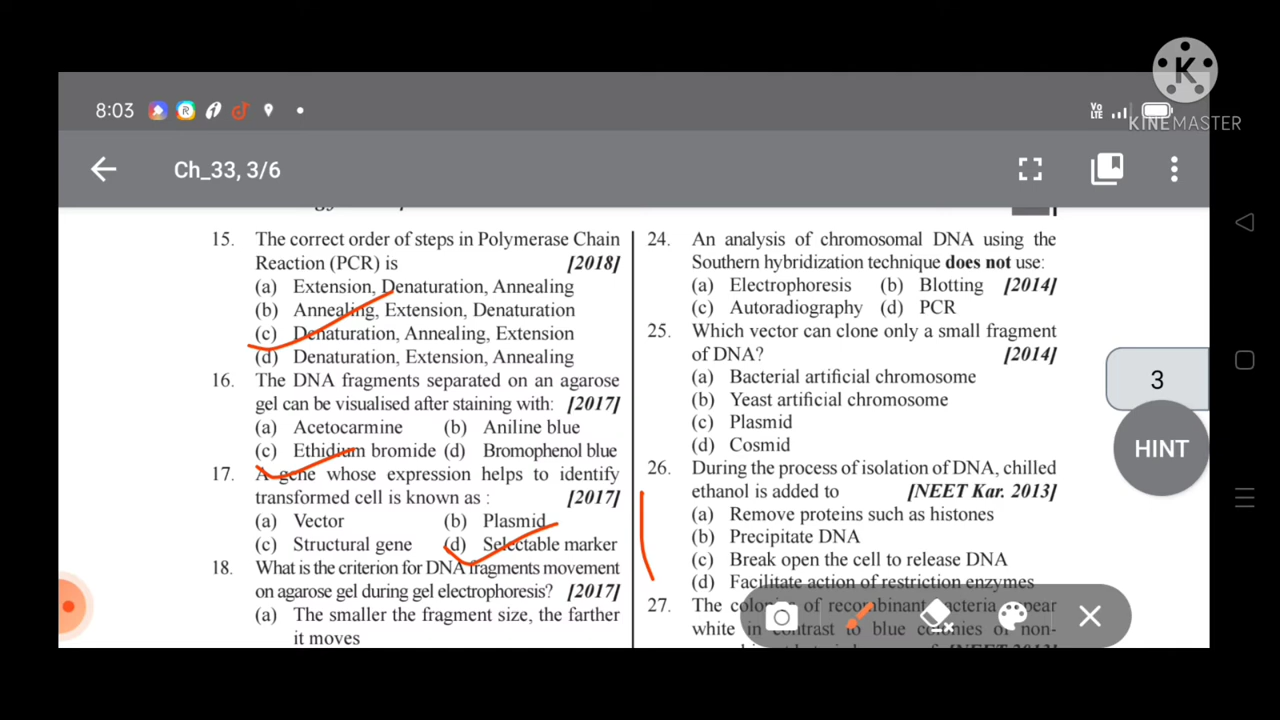 8:03
Vo
LTE
KINEMASTER
Ch_33, 3/6
15. The correct order of steps in Polymerase Chain
Reaction (PCR) is [2018]
(a) Extension, Denaturation, Annealing
(b) Annealing, Extension, Denaturation
(c) Denaturation, Annealing, Extension
(d) Denaturation, Extension, Annealing
16. The DNA fragments separated on an agarose
gel can be visualised after staining with: [2017]
(a) Acetocarmine (b) Aniline blue
(c) Ethidium bromide (d) Bromophenol blue
17. A gene whose expression helps to identify
transformed cell is known as : [2017]
(a) Vector (b) Plasmid
(c) Structural gene (d) Selectable marker
18. What is the criterion for DNA fragments movement
on agarose gel during gel electrophoresis? [2017]
(a) The smaller the fragment size, the farther
it moves
24. An analysis of chromosomal DNA using the
Southern hybridization technique does not use:
(a) Electrophoresis (b) Blotting [2014]
(c) Autoradiography (d) PCR
25. Which vector can clone only a small fragment
of DNA? [2014]
(a) Bacterial artificial chromosome
(b) Yeast artificial chromosome
(c) Plasmid
(d) Cosmid
26. During the process of isolation of DNA, chilled
ethanol is added to [NEET Kar. 2013]
(a) Remove proteins such as histones
(b) Precipitate DNA
(c) Break open the cell to release DNA
(d) Facilitate action of restriction enzymes
27. The of recombinant
white in to blue of non-
3
HINT